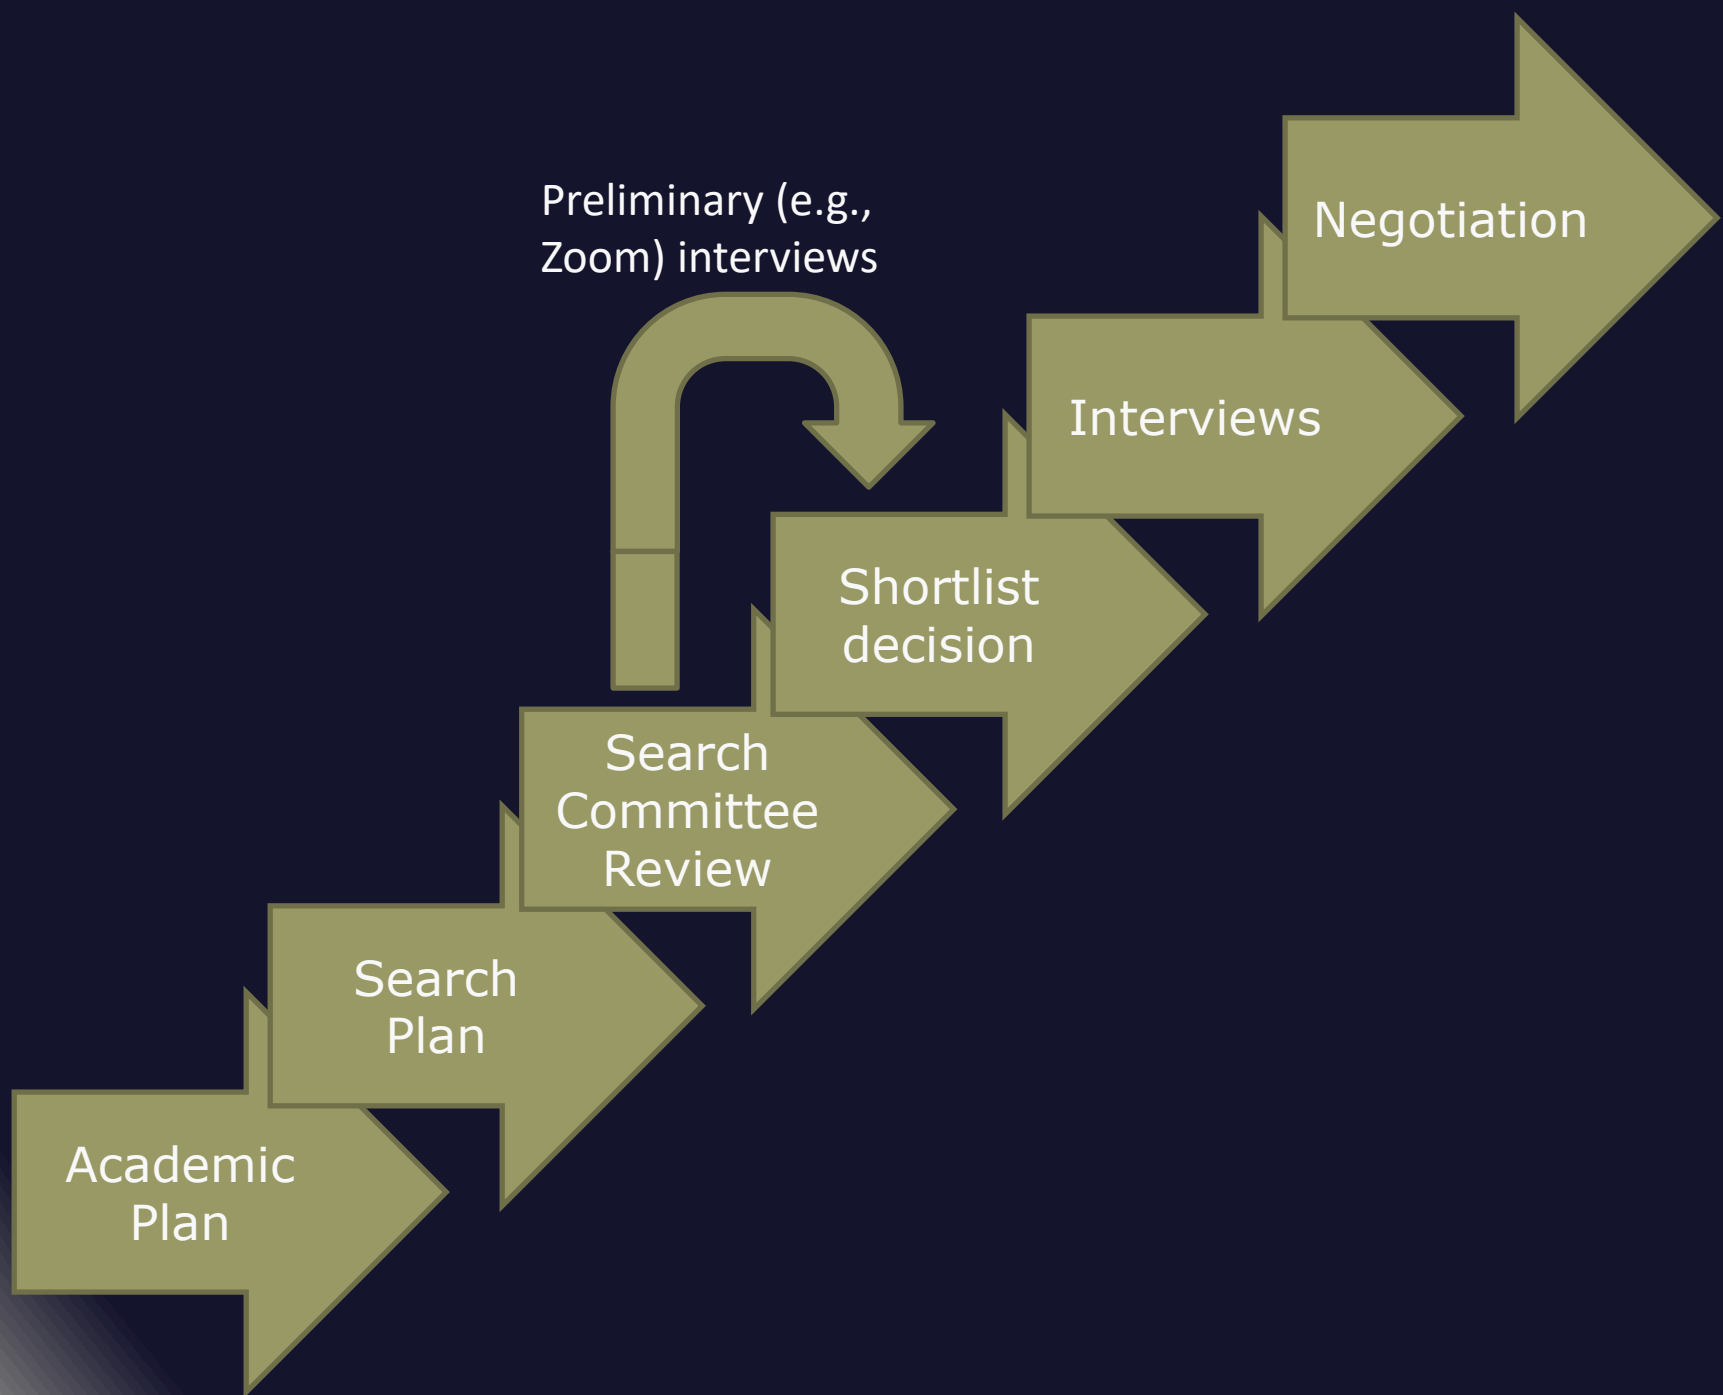 Preliminary (e.g.,
Zoom) interviews
Negotiation
Interviews
Shortlist
decision
Search
Committee
Review
Search
Plan
Academic
Plan